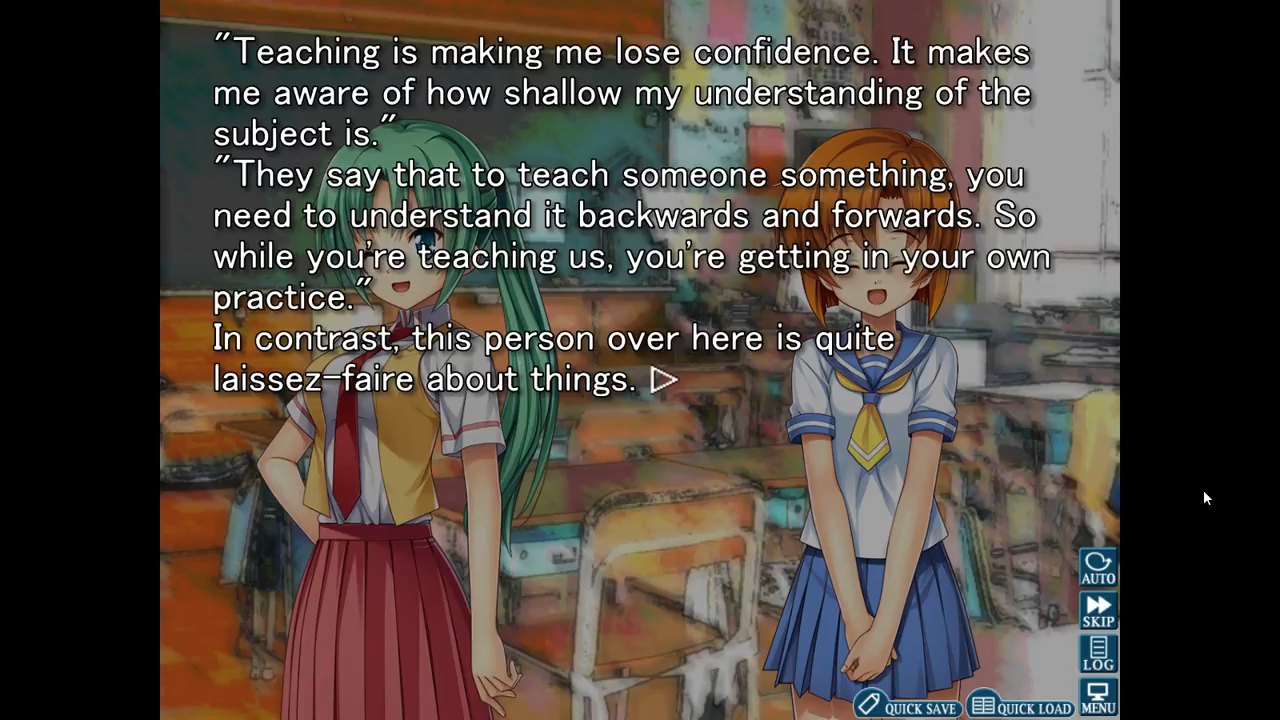 "Teaching is making me lose confidence. It makes
me aware of how shallow my understanding of the
subject is."
"They say that to teach someone something, you
need to understand it backwards and forwards. So
while you're teaching us, you're getting in your own
practice."
In contrast, this person over here is quite
laissez-faire about things.
AUTO
SKIP
LOG
MENU
QUICK SAVE
QUICK LOAD